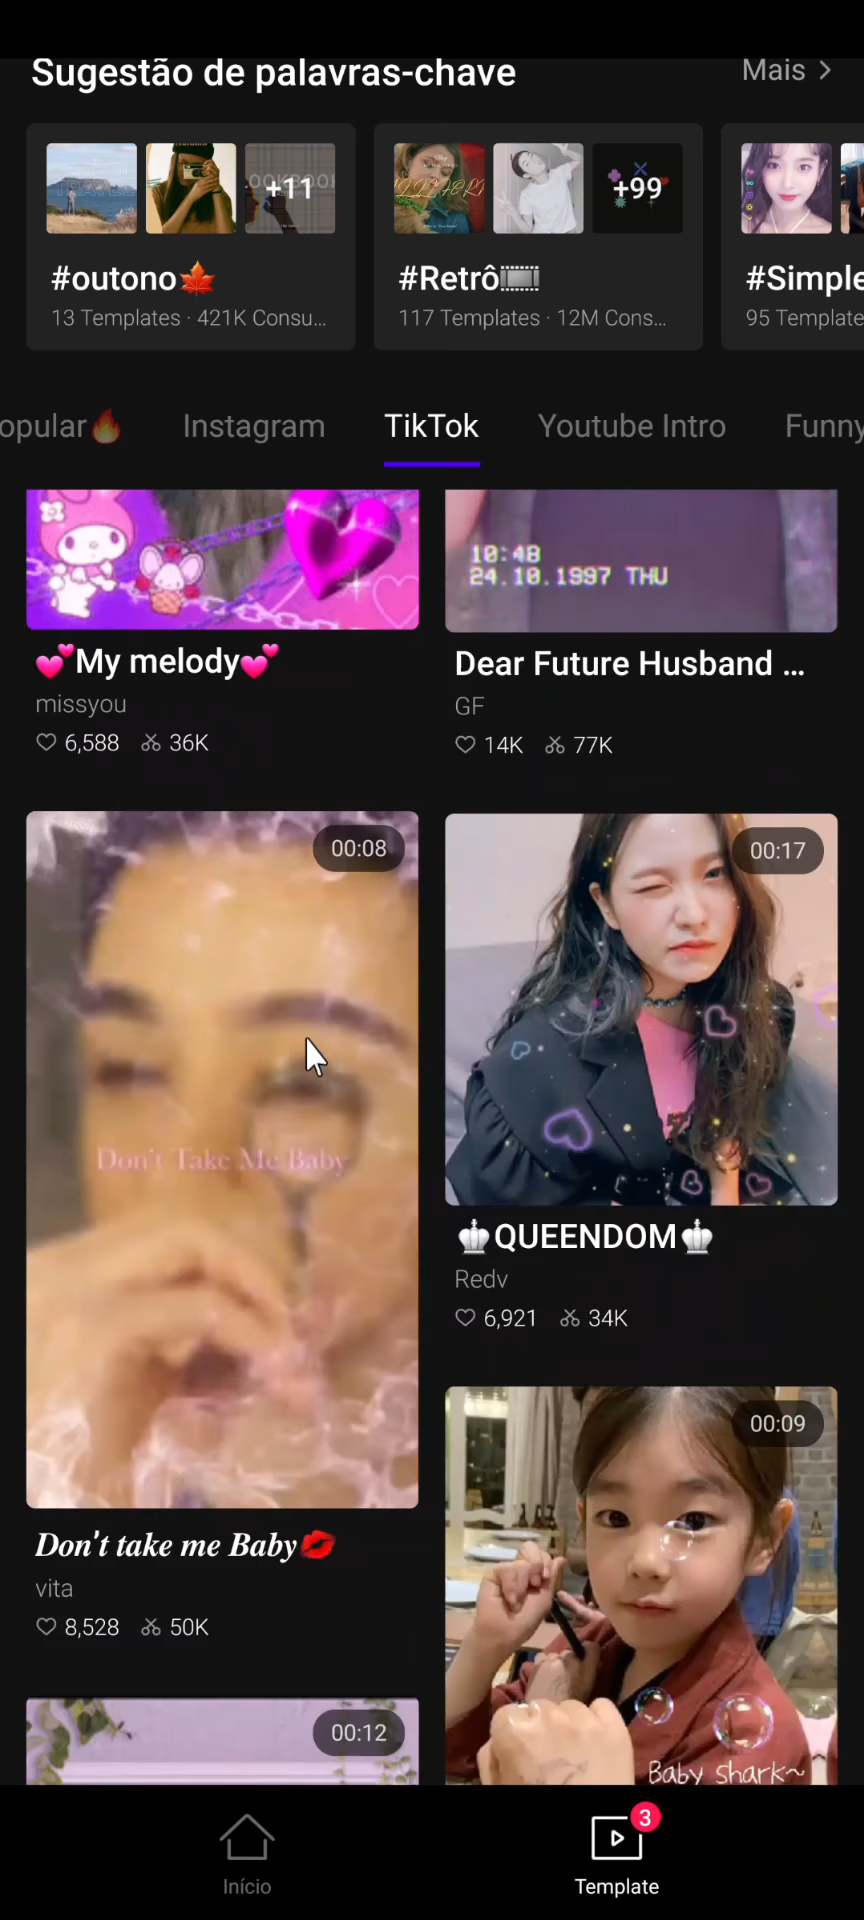 Sugestão de palavras-chave
Mais
+11
+99
#outono🍁
#Retrô🎞️
#Simple
13 Templates · 421K Consu...
117 Templates · 12M Cons...
95 Template
opular🔥
Instagram
TikTok
Youtube Intro
Funny
10:48
24.10.1997 THU
💕My melody💕
missyou
6,588
36K
Dear Future Husband ...
GF
14K
77K
00:08
Don't Take Me Baby
Don't take me Baby💋
vita
8,528
50K
00:17
♚QUEENDOM♚
Redv
6,921
34K
00:09
Baby shark~
00:12
Início
3
Template